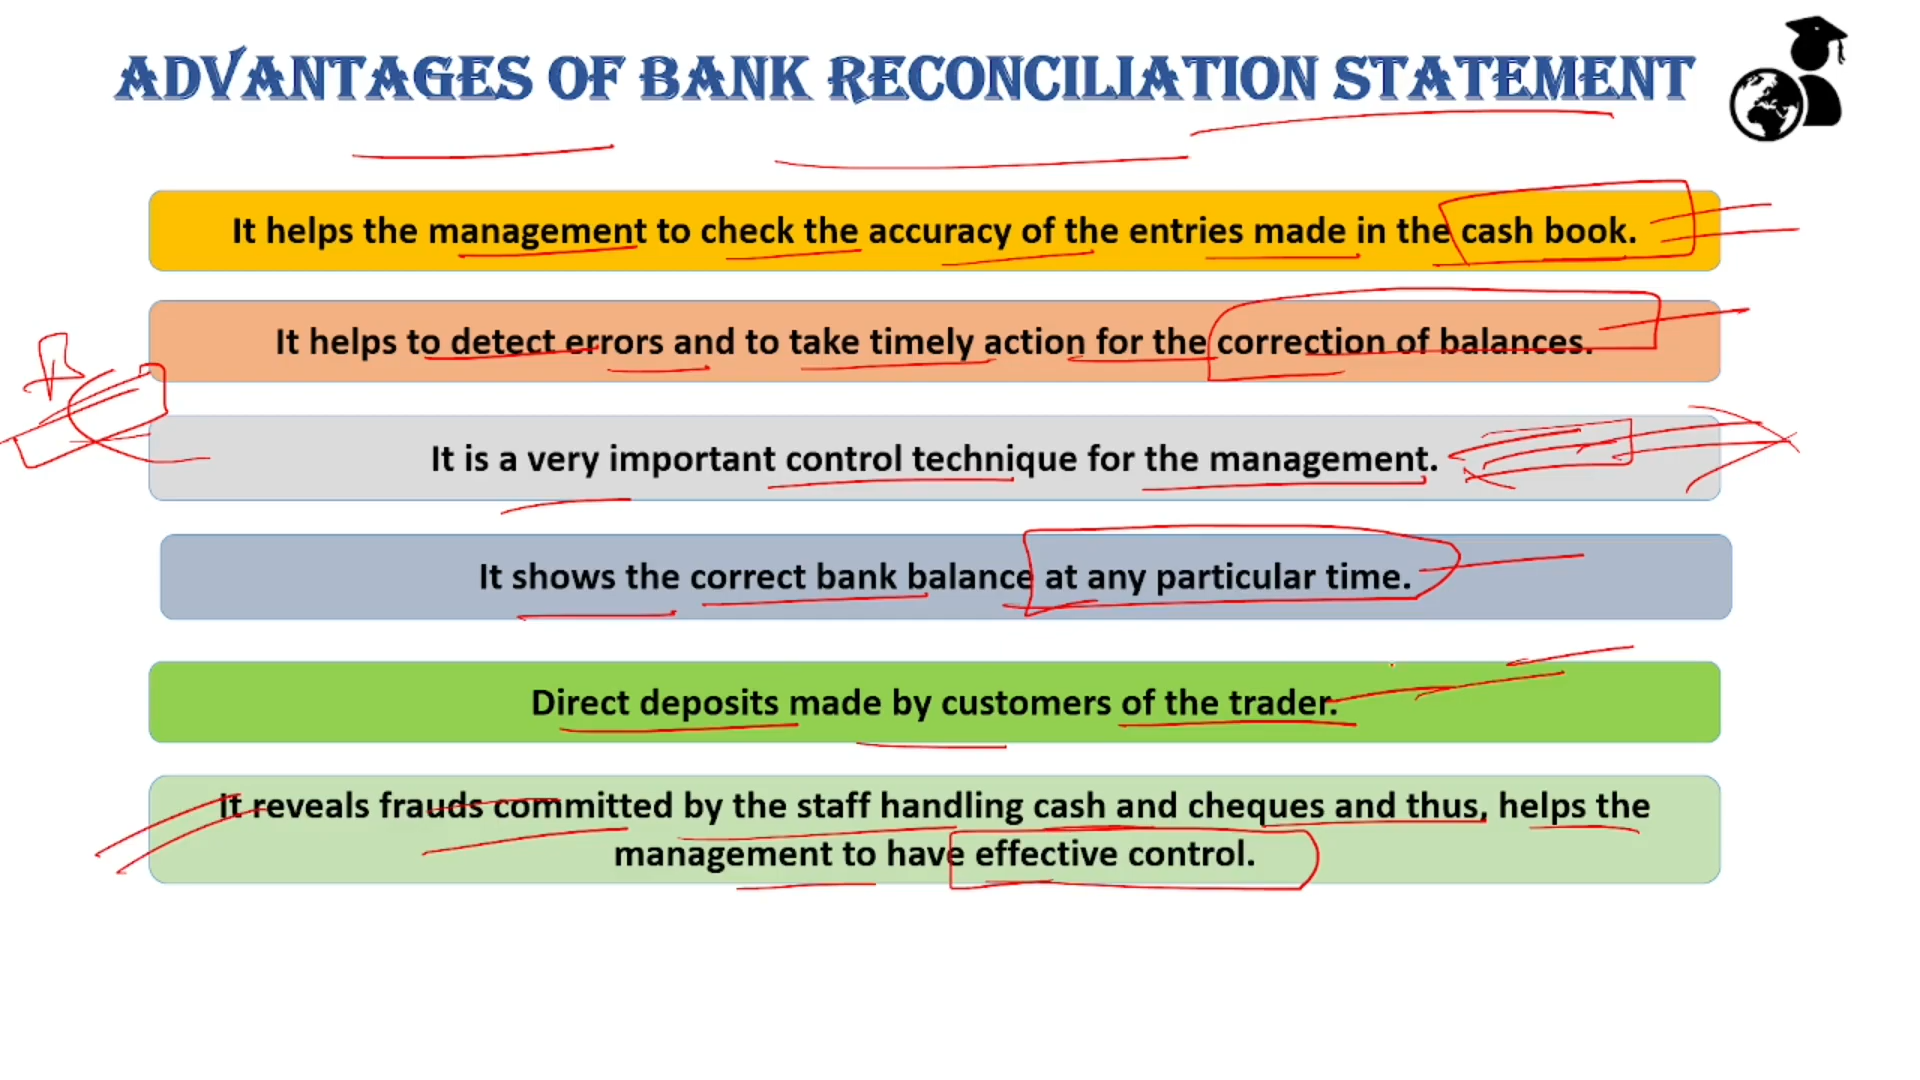 ADVANTAGES OF BANK RECONCILIATION STATEMENT
It helps the management to check the accuracy of the entries made in the cash book.
It helps to detect errors and to take timely action for the correction of balances.
It is a very important control technique for the management.
It shows the correct bank balance at any particular time.
Direct deposits made by customers of the trader.
It reveals frauds committed by the staff handling cash and cheques and thus, helps the
management to have effective control.